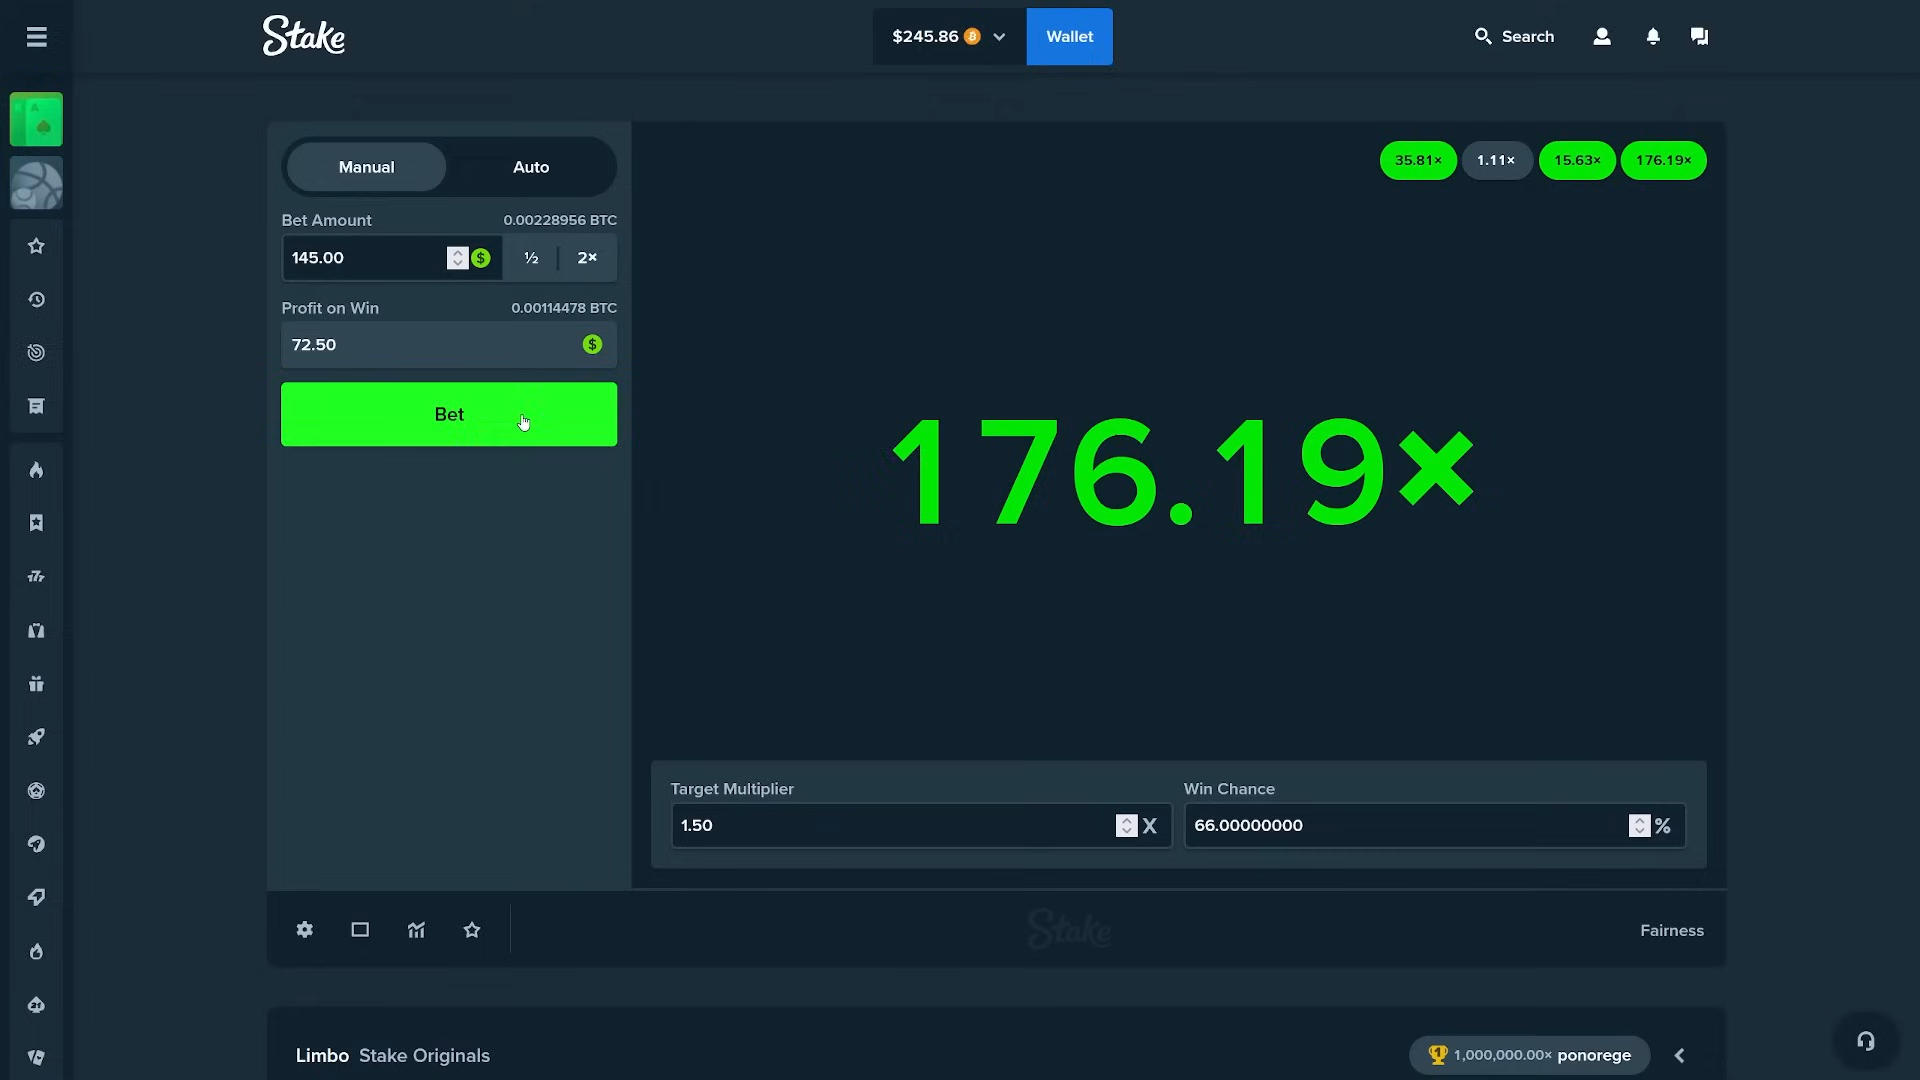 Stake
$245.86
Wallet
Search
Manual
Auto
35.81×
1.11×
15.63×
176.19×
Bet Amount
0.00228956 BTC
145.00
$
½
2×
Profit on Win
0.00114478 BTC
72.50
$
Bet
176.19×
Target Multiplier
Win Chance
1.50
X
66.00000000
%
Stake
Fairness
Limbo Stake Originals
1,000,000.00× ponorege